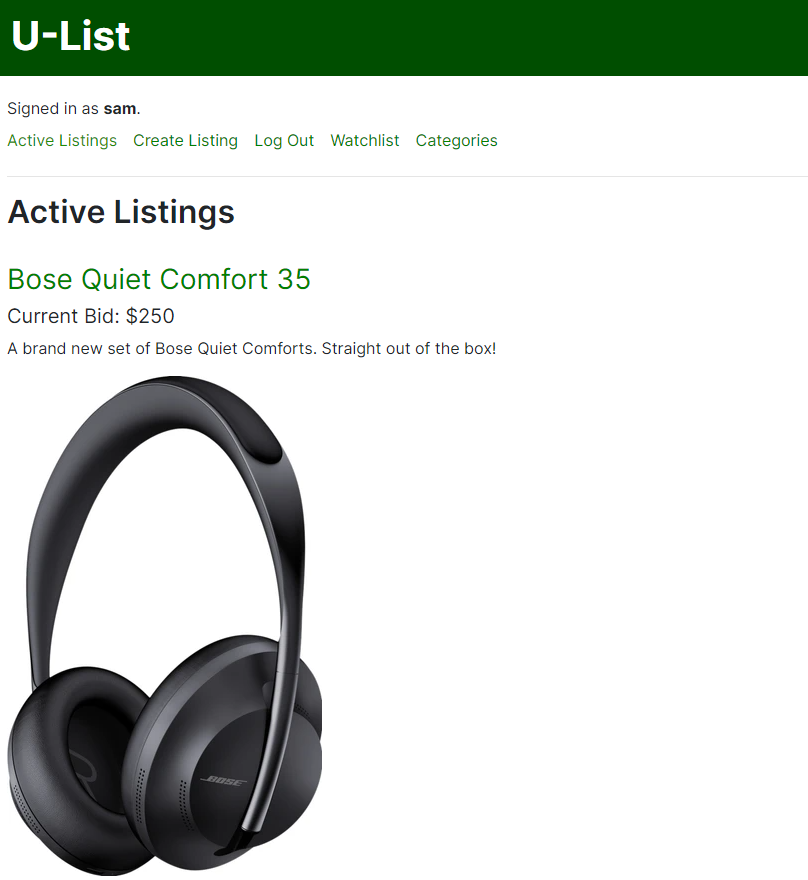 U-List
Signed in as sam.
Active Listings Create Listing Log Out Watchlist Categories
Active Listings
Bose Quiet Comfort 35
Current Bid: $250
A brand new set of Bose Quiet Comforts. Straight out of the box!
BOSE